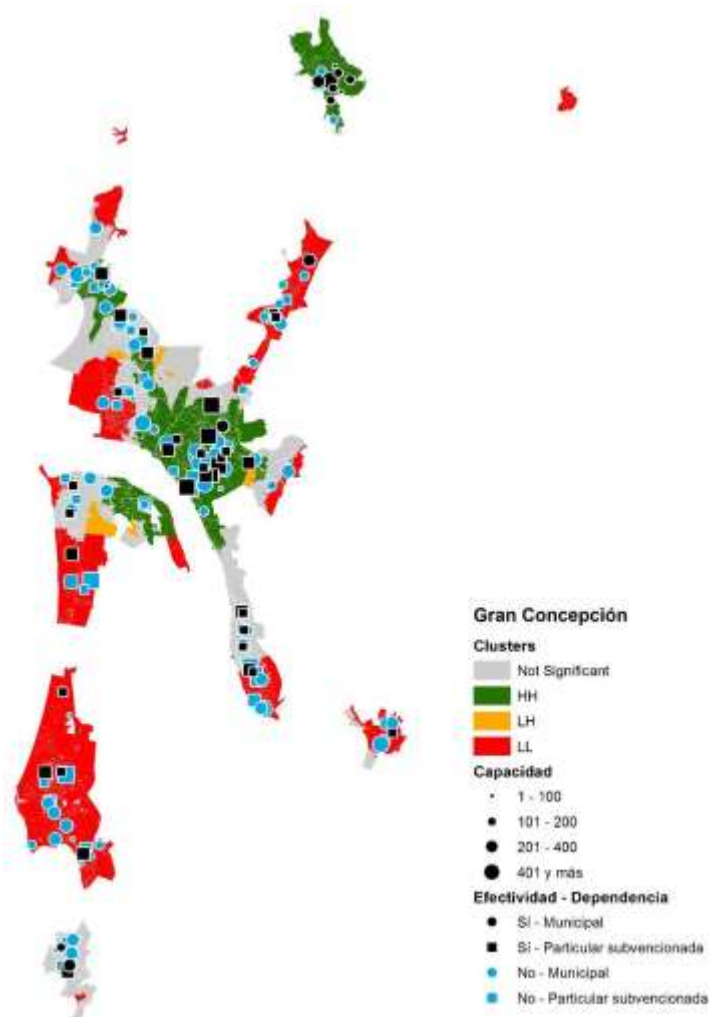 Gran Concepción
Clusters
Not Significant
HH
LH
LL
Capacidad
1 - 100
101 - 200
201 - 400
401 y más
Efectividad - Dependencia
Sí - Municipal
Sí - Particular subvencionada
No - Municipal
No - Particular subvencionada